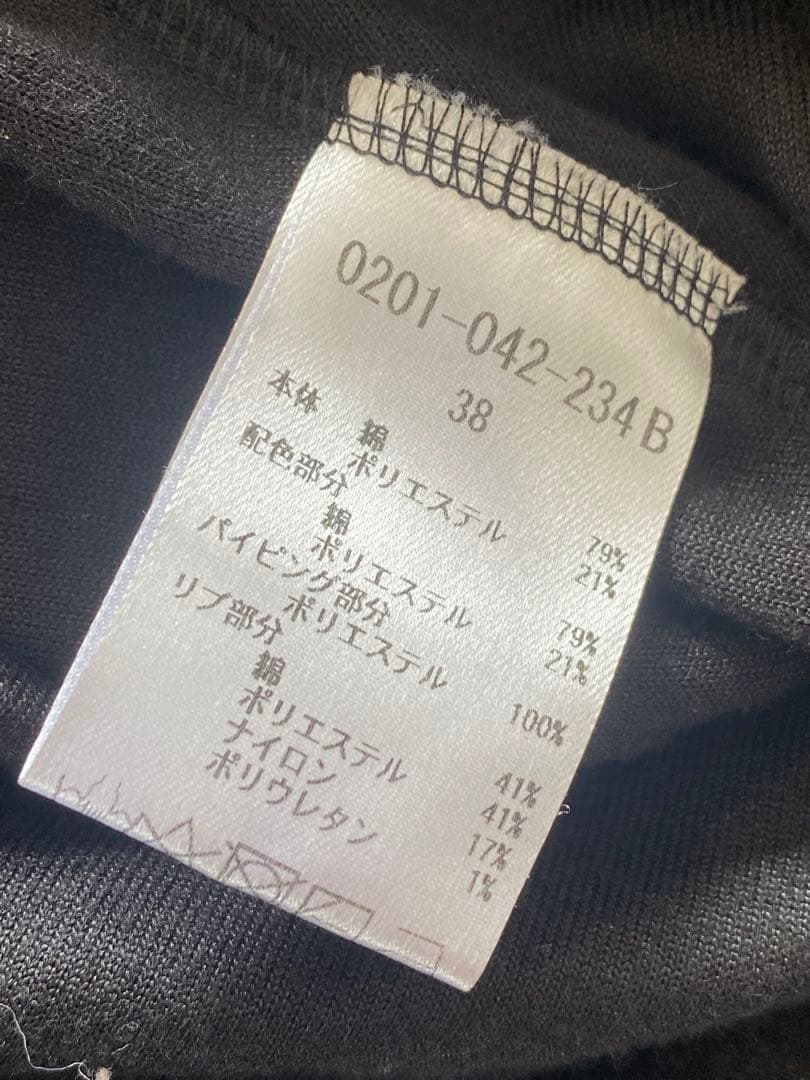 0201-042-234B
38
本体
綿 79%
ポリエステル 21%
配色部分
綿 79%
ポリエステル 21%
パイピング部分
ポリエステル 100%
リブ部分
綿 41%
ポリエステル 41%
ナイロン 17%
ポリウレタン 1%